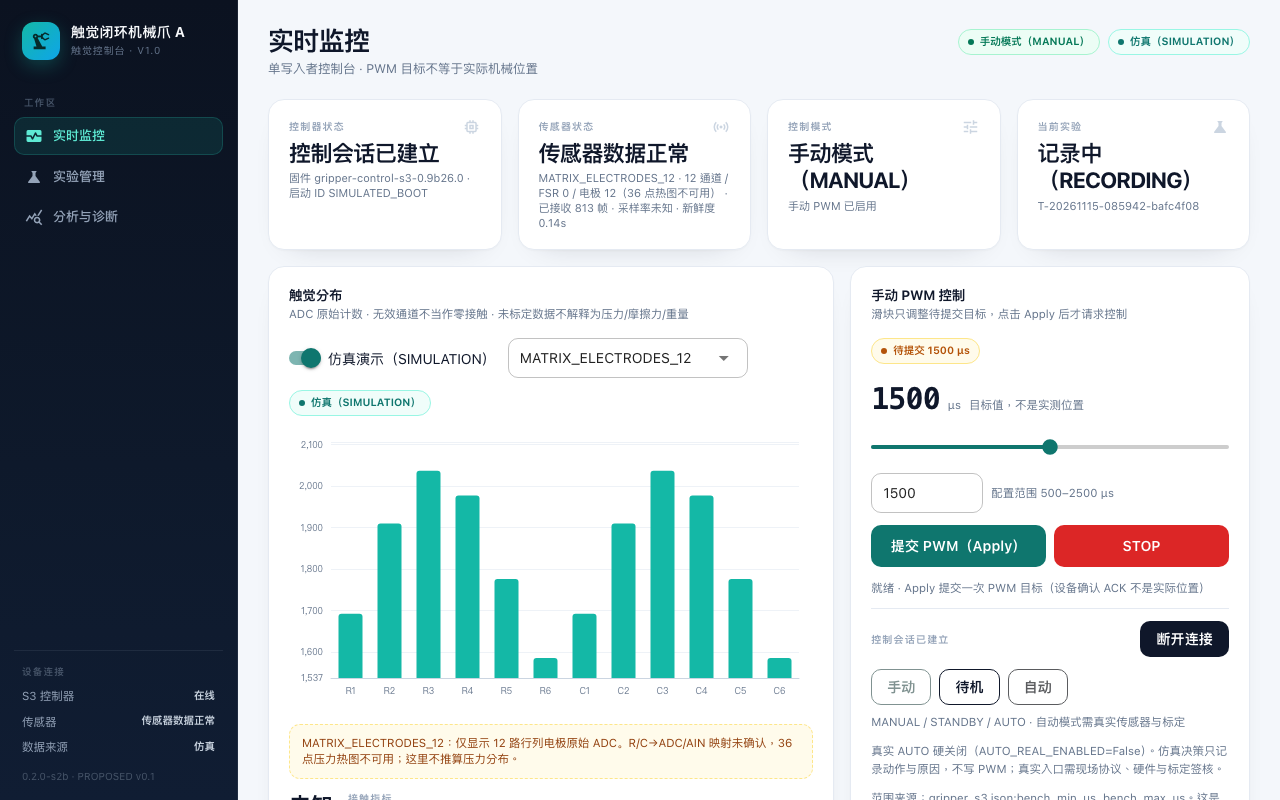 触觉闭环机械爪 A
触觉控制台 · V1.0
工作区
实时监控
实验管理
分析与诊断
设备连接
S3 控制器 在线
传感器 传感器数据正常
数据来源 仿真
0.2.0-s2b · PROPOSED v0.1
实时监控
单写入者控制台 · PWM 目标不等于实际机械位置
手动模式（MANUAL）
仿真（SIMULATION）
控制器状态
控制会话已建立
固件 gripper-control-s3-0.9b26.0 ·
启动 ID SIMULATED_BOOT
传感器状态
传感器数据正常
MATRIX_ELECTRODES_12 · 12 通道 /
FSR 0 / 电极 12（36 点热图不可用） ·
已接收 813 帧 · 采样率未知 · 新鲜度
0.14s
控制模式
手动模式
（MANUAL）
手动 PWM 已启用
当前实验
记录中
（RECORDING）
T-20261115-085942-bafc4f08
触觉分布
ADC 原始计数 · 无效通道不当作零接触 · 未标定数据不解释为压力/摩擦力/重量
仿真演示（SIMULATION）
MATRIX_ELECTRODES_12
仿真（SIMULATION）
2,100
2,000
1,900
1,800
1,700
1,600
1,537
R1 R2 R3 R4 R5 R6 C1 C2 C3 C4 C5 C6
MATRIX_ELECTRODES_12：仅显示 12 路行列电极原始 ADC。R/C→ADC/AIN 映射未确认，36
点压力热图不可用；这里不推算压力分布。
未知 接触指标
手动 PWM 控制
滑块只调整待提交目标，点击 Apply 后才请求控制
待提交 1500 µs
1500 µs 目标值，不是实测位置
1500 配置范围 500–2500 µs
提交 PWM（Apply）
STOP
就绪 · Apply 提交一次 PWM 目标（设备确认 ACK 不是实际位置）
控制会话已建立
断开连接
手动
待机
自动
MANUAL / STANDBY / AUTO · 自动模式需真实传感器与标定
真实 AUTO 硬关闭（AUTO_REAL_ENABLED=False）。仿真决策只记
录动作与原因，不写 PWM；真实入口需现场协议、硬件与标定签核。
范围来源：gripper_s3.json:bench_min_us,bench_max_us。这是